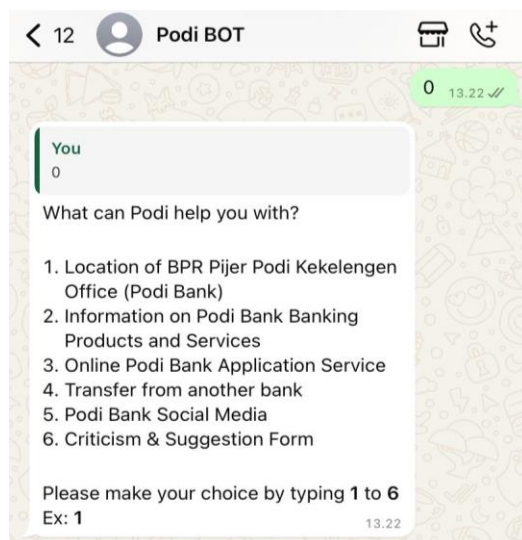 12 Podi BOT
0 13.22
You
0
What can Podi help you with?
1. Location of BPR Pijer Podi Kekelengen
Office (Podi Bank)
2. Information on Podi Bank Banking
Products and Services
3. Online Podi Bank Application Service
4. Transfer from another bank
5. Podi Bank Social Media
6. Criticism & Suggestion Form
Please make your choice by typing 1 to 6
Ex: 1 13.22